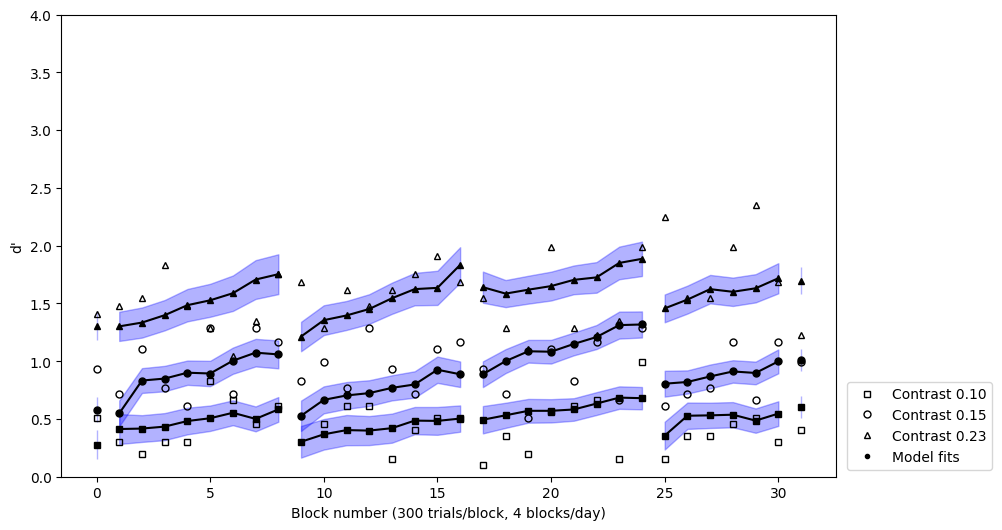 4.0
3.5
3.0
2.5
2.0
1.5
1.0
0.5
0.0
d'
0 5 10 15 20 25 30
Block number (300 trials/block, 4 blocks/day)
Contrast 0.10
Contrast 0.15
Contrast 0.23
Model fits